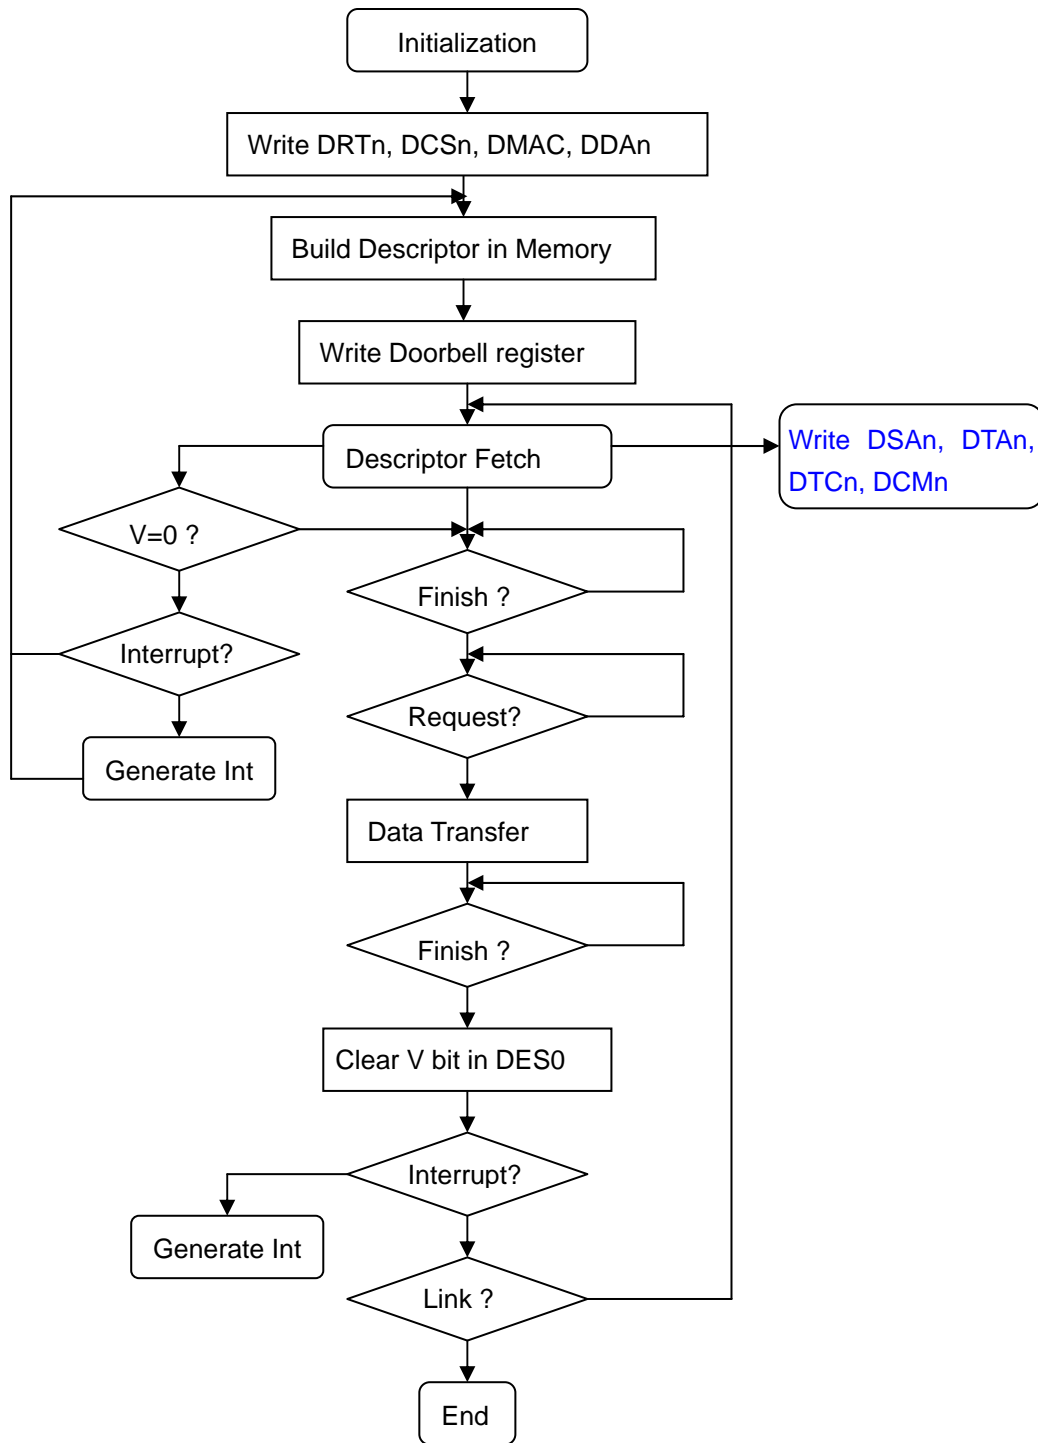 Initialization
Write DRTn, DCSn, DMAC, DDAn
Build Descriptor in Memory
Write Doorbell register
Descriptor Fetch
Write DSAn, DTAn,
DTCn, DCMn
V=0 ?
Finish ?
Interrupt?
Request?
Generate Int
Data Transfer
Finish ?
Clear V bit in DES0
Interrupt?
Generate Int
Link ?
End